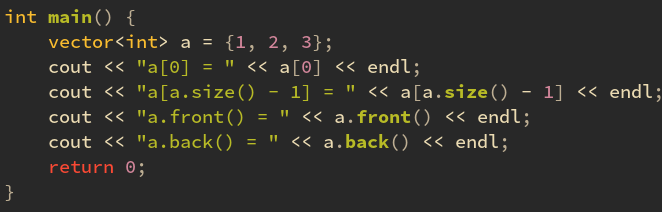 int main() {
    vector<int> a = {1, 2, 3};
    cout << "a[0] = " << a[0] << endl;
    cout << "a[a.size() - 1] = " << a[a.size() - 1] << endl;
    cout << "a.front() = " << a.front() << endl;
    cout << "a.back() = " << a.back() << endl;
    return 0;
}